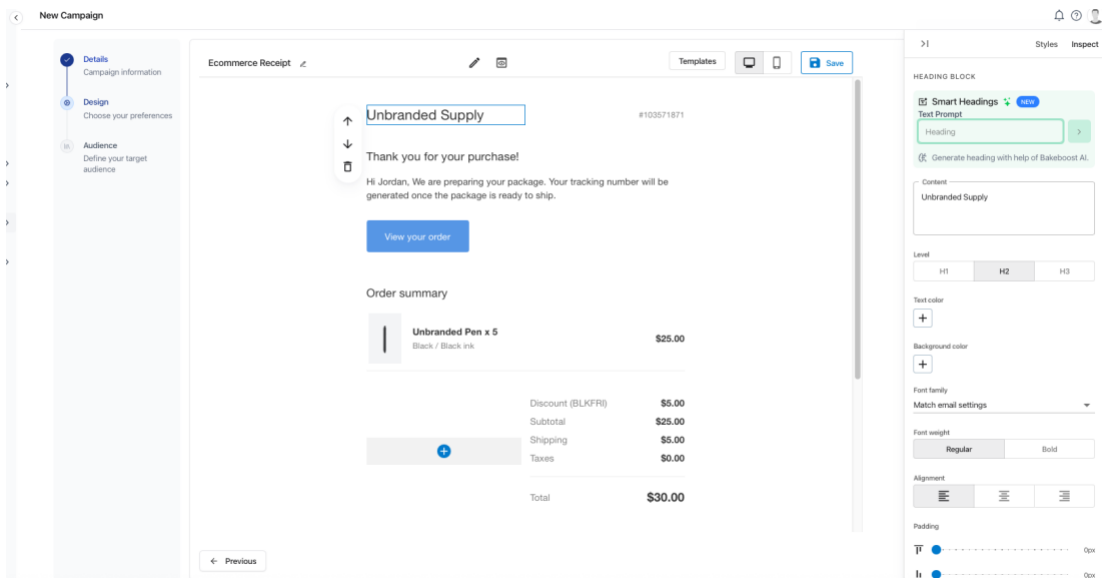 New Campaign
Details
Campaign information
Design
Choose your preferences
Audience
Define your target
audience
Ecommerce Receipt
Templates
Save
Unbranded Supply
#103571871
Thank you for your purchase!
Hi Jordan, We are preparing your package. Your tracking number will be
generated once the package is ready to ship.
View your order
Order summary
Unbranded Pen x 5
Black / Black ink
$25.00
Discount (BLKFRI) $5.00
Subtotal $25.00
Shipping $5.00
Taxes $0.00
Total $30.00
← Previous
Styles Inspect
HEADING BLOCK
Smart Headings NEW
Text Prompt
Heading
Generate heading with help of Bakeboost AI.
Content
Unbranded Supply
Level
H1 H2 H3
Text color
Background color
Font family
Match email settings
Font weight
Regular Bold
Alignment
Padding
0px
0px